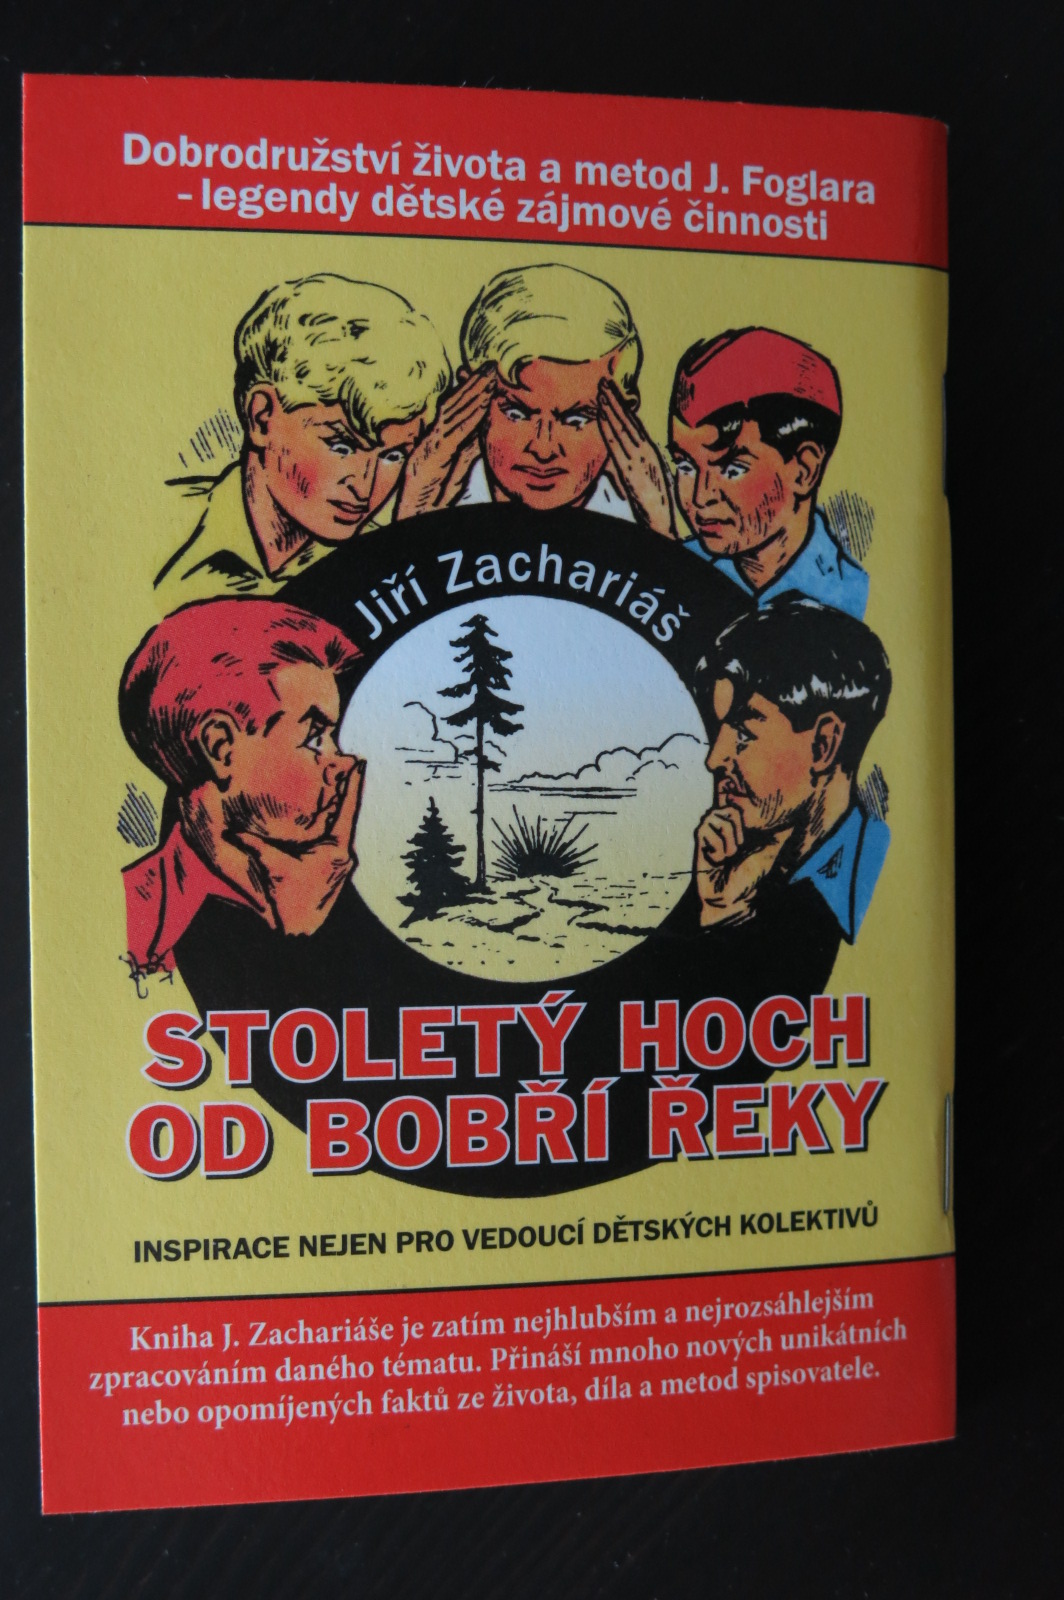 Dobrodružství života a metod J. Foglara
- legendy dětské zájmové činnosti
Jiří Zachariáš
STOLETÝ HOCH
OD BOBŘÍ ŘEKY
INSPIRACE NEJEN PRO VEDOUCÍ DĚTSKÝCH KOLEKTIVŮ
Kniha J. Zachariáše je zatím nejhlubším a nejrozsáhlejším
zpracováním daného tématu. Přináší mnoho nových unikátních
nebo opomíjených faktů ze života, díla a metod spisovatele.